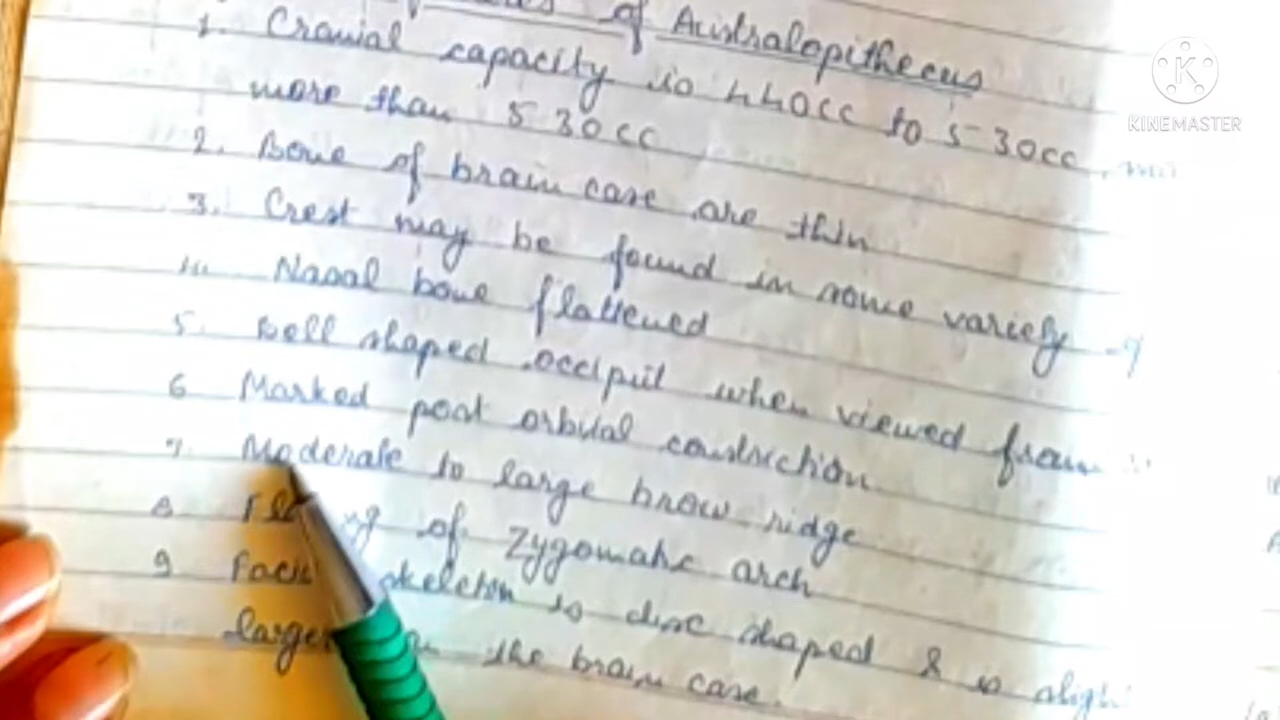 of Australopithecus
1. Cranial capacity is 440cc to 530cc
more than 530cc
2. Bone of brain case are thin
3. Crest may be found in some variety
Nasal bone flattened
5. Bell shaped occiput when viewed from
6 Marked post orbital constriction
7. Moderate to large brow ridge
8 of Zygomatic arch
9 skeleton is disc shaped & is
the brain case.
KINEMASTER